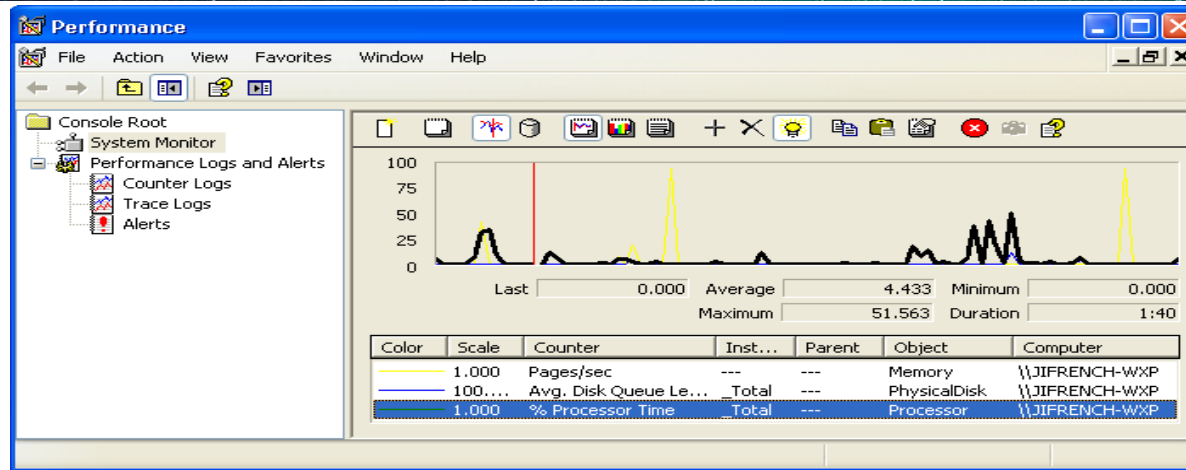 Performance
File Action View Favorites Window Help
Console Root
System Monitor
Performance Logs and Alerts
Counter Logs
Trace Logs
Alerts
100
75
50
25
0
Last 0.000 Average 4.433 Minimum 0.000
Maximum 51.563 Duration 1:40
Color Scale Counter Inst... Parent Object Computer
1.000 Pages/sec --- --- Memory \\JIFRENCH-WXP
100.... Avg. Disk Queue Le... _Total --- PhysicalDisk \\JIFRENCH-WXP
1.000 % Processor Time _Total --- Processor \\JIFRENCH-WXP